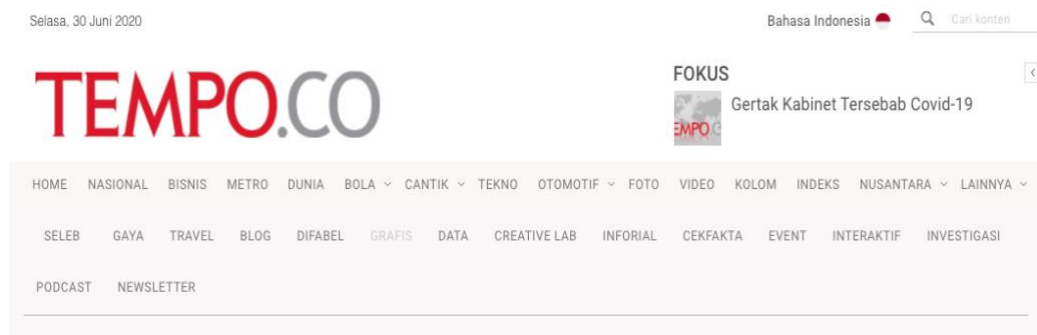 Selasa, 30 Juni 2020
Bahasa Indonesia
Cari konten
TEMPO.CO
FOKUS
Gertak Kabinet Tersebab Covid-19
EMPO.C
HOME NASIONAL BISNIS METRO DUNIA BOLA CANTIK TEKNO OTOMOTIF FOTO VIDEO KOLOM INDEKS NUSANTARA LAINNYA
SELEB GAYA TRAVEL BLOG DIFABEL GRAFIS DATA CREATIVE LAB INFORIAL CEKFAKTA EVENT INTERAKTIF INVESTIGASI
PODCAST NEWSLETTER